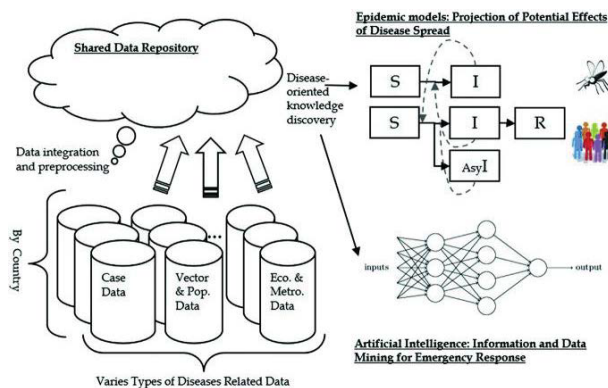 Shared Data Repository
Data integration
and preprocessing
By Country
Case
Data
Vector
& Pop.
Data
...
Eco. &
Metro.
Data
Varies Types of Diseases Related Data
Disease-
oriented
knowledge
discovery
Epidemic models: Projection of Potential Effects
of Disease Spread
S
I
S
I
R
AsyI
inputs
output
Artificial Intelligence: Information and Data
Mining for Emergency Response